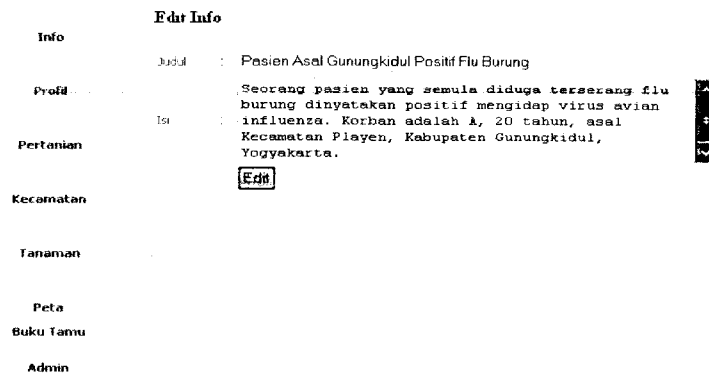 Edit Info
Info
Judul : Pasien Asal Gunungkidul Positif Flu Burung
Profil
Seorang pasien yang semula diduga terserang flu
burung dinyatakan positif mengidap virus avian
Isi : influenza. Korban adalah A, 20 tahun, asal
Kecamatan Playen, Kabupaten Gunungkidul,
Yogyakarta.
Pertanian
Edit
Kecamatan
Tanaman
Peta
Buku Tamu
Admin